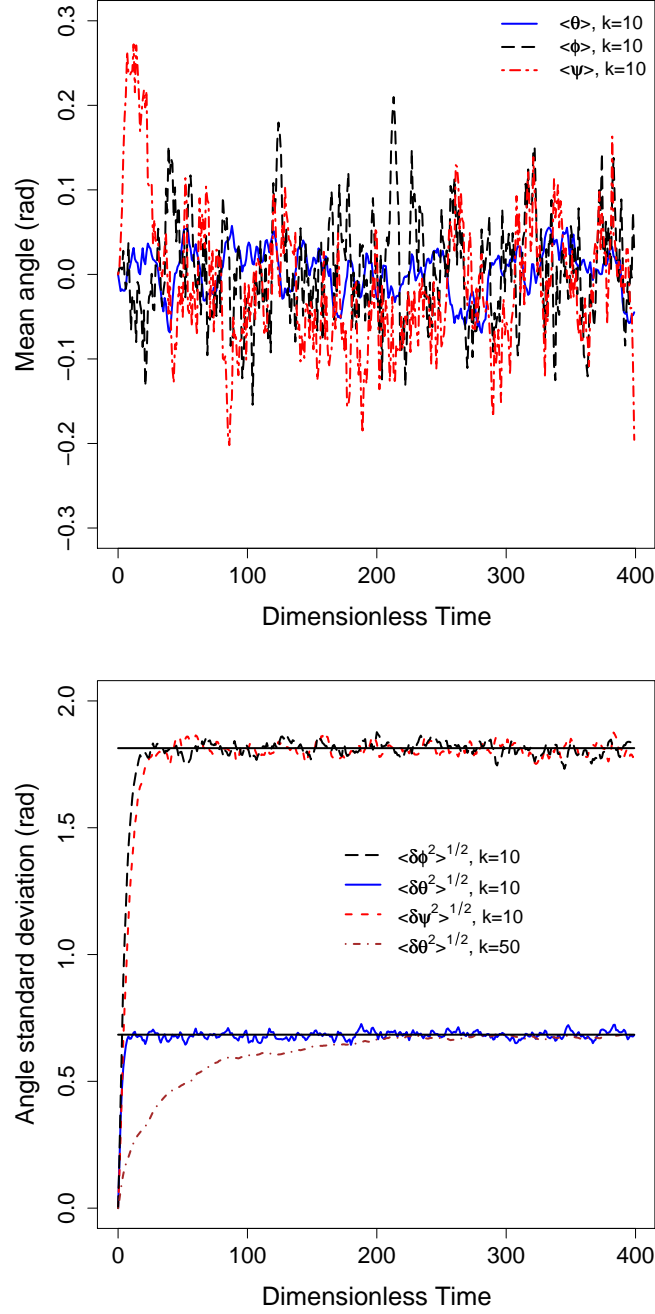 <θ>, k=10
<ϕ>, k=10
<ψ>, k=10
0.3
0.2
0.1
0.0
−0.1
−0.2
−0.3
Mean angle (rad)
0 100 200 300 400
Dimensionless Time
2.0
1.5
1.0
0.5
0.0
Angle standard deviation (rad)
<δϕ²>^1/2, k=10
<δθ²>^1/2, k=10
<δψ²>^1/2, k=10
<δθ²>^1/2, k=50
0 100 200 300 400
Dimensionless Time